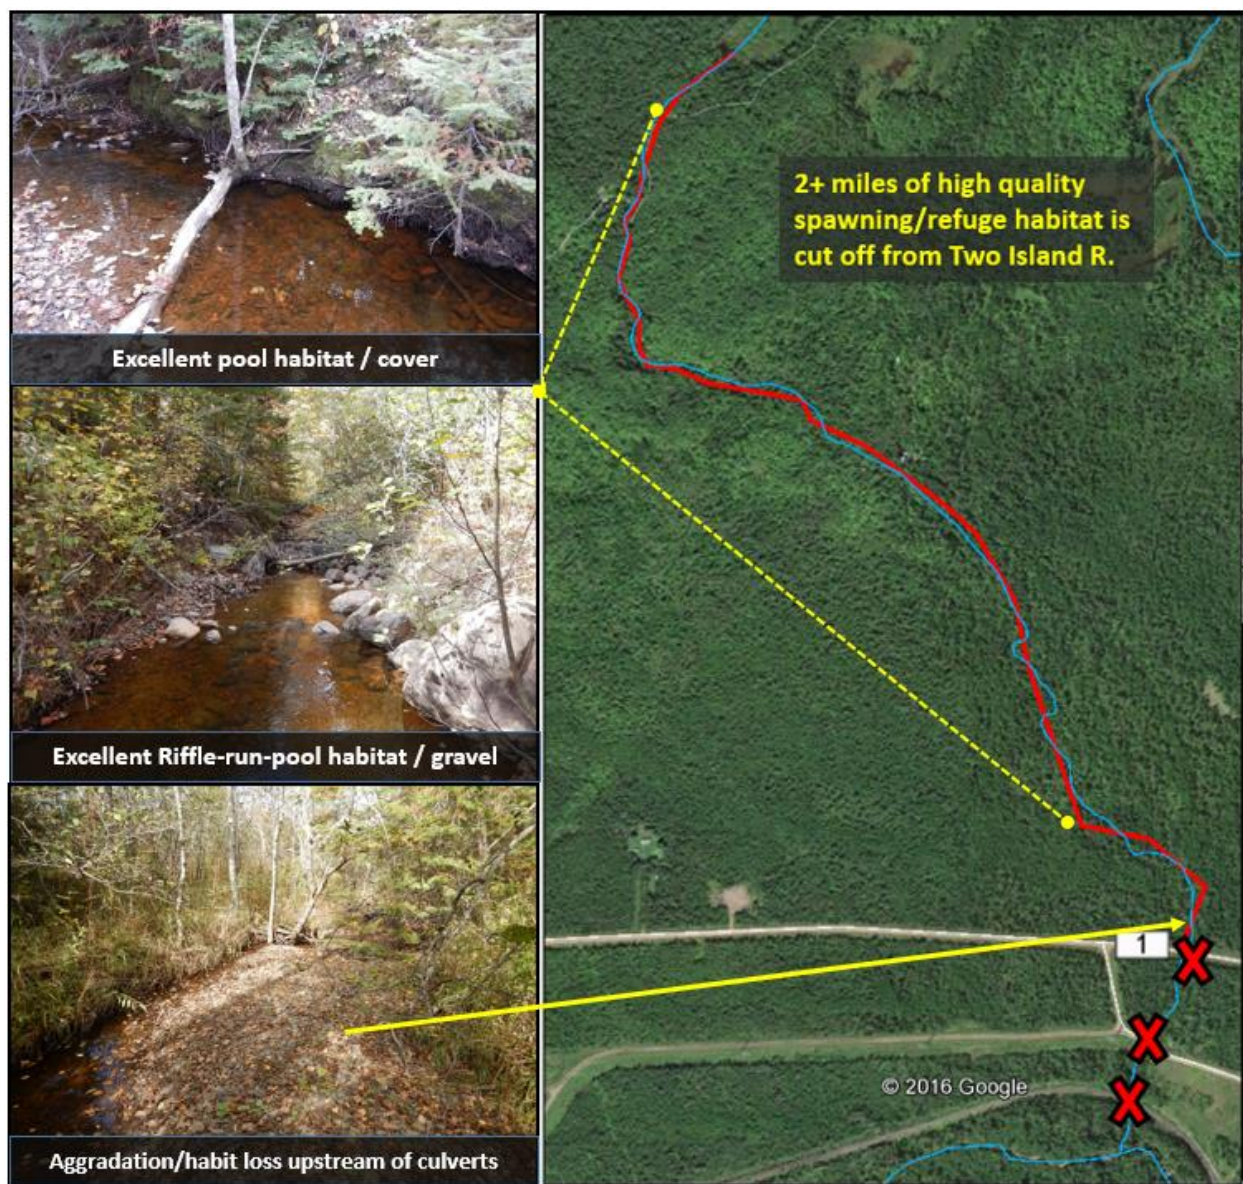 Excellent pool habitat / cover
Excellent Riffle-run-pool habitat / gravel
Aggradation/habit loss upstream of culverts
2+ miles of high quality
spawning/refuge habitat is
cut off from Two Island R.
1
© 2016 Google